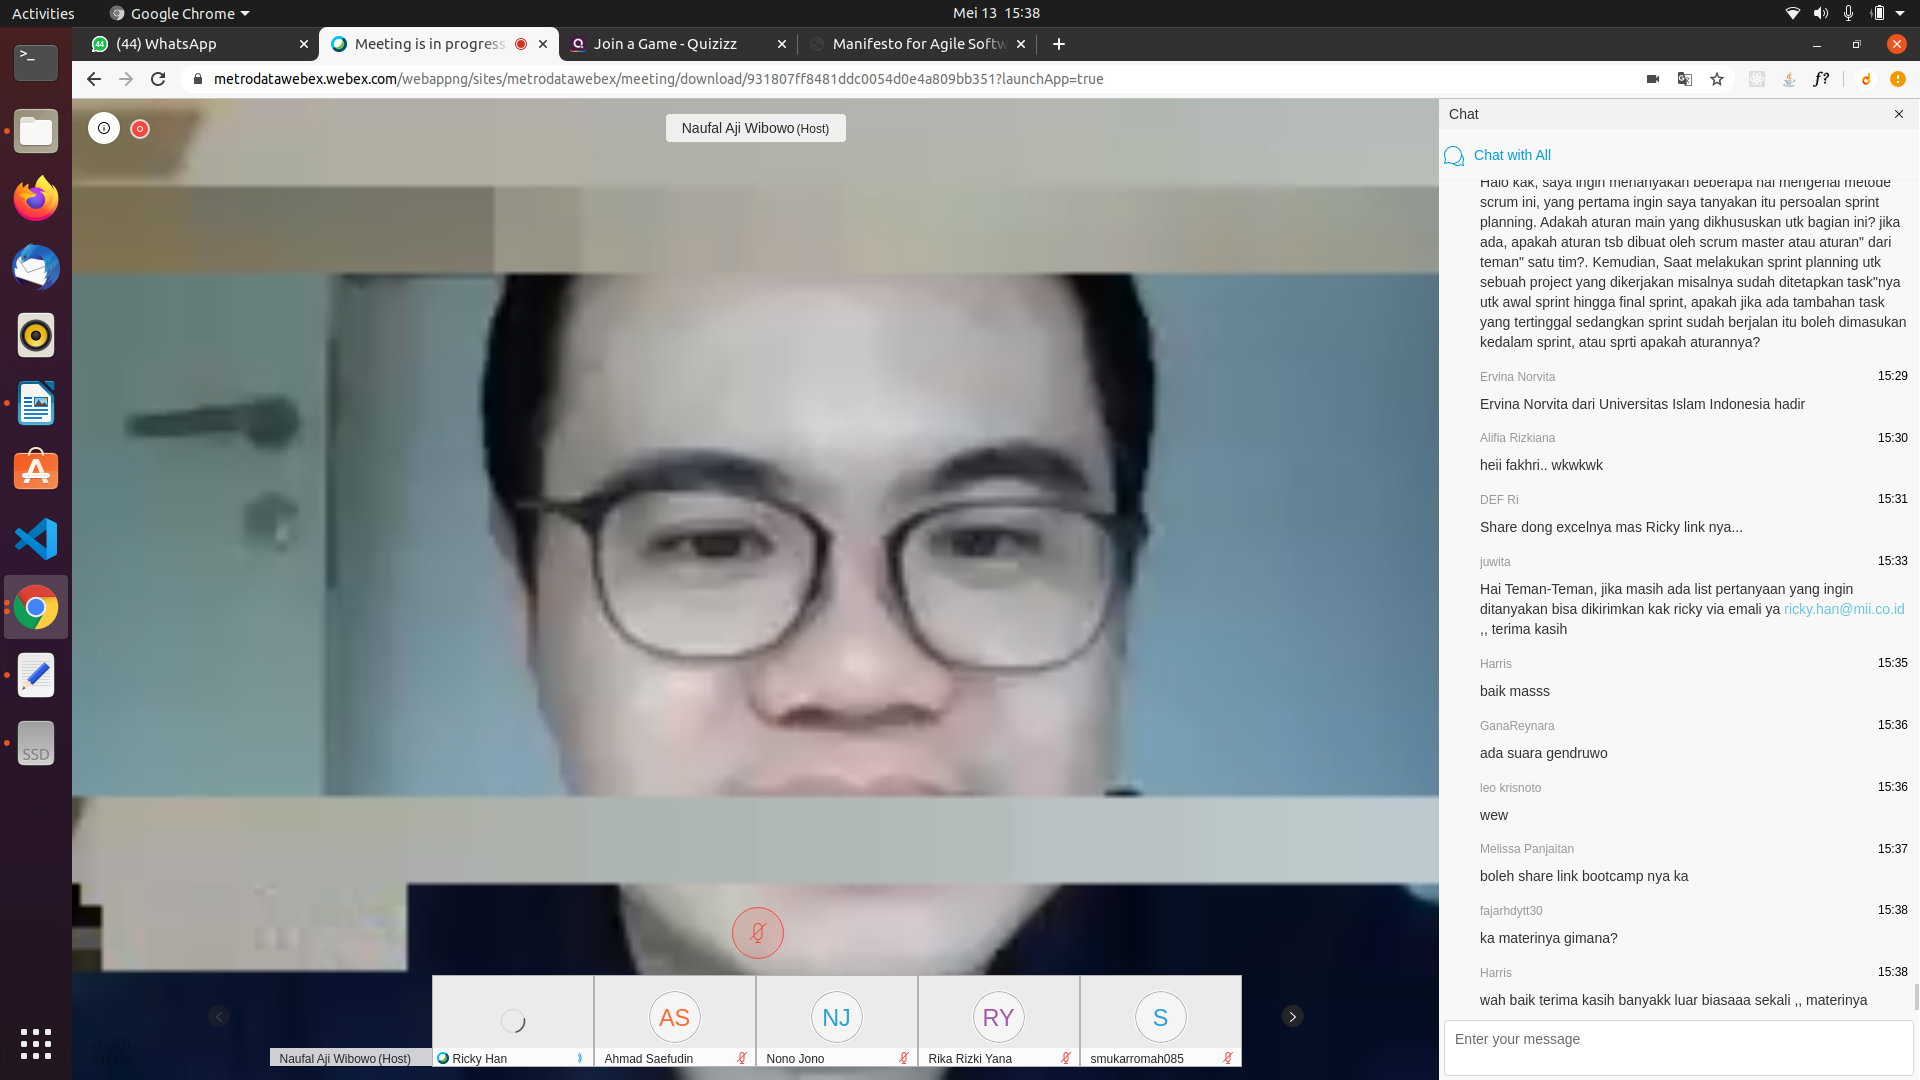 Activities
Google Chrome
Mei 13 15:38
(44) WhatsApp
Meeting is in progress
Join a Game - Quizizz
Manifesto for Agile Softw
metrodatawebex.webex.com/webappng/sites/metrodatawebex/meeting/download/931807ff8481ddc0054d0e4a809bb351?launchApp=true
f?
Naufal Aji Wibowo (Host)
Chat
Chat with All
Halo kak, saya ingin menanyakan beberapa hal mengenai metode
scrum ini, yang pertama ingin saya tanyakan itu persoalan sprint
planning. Adakah aturan main yang dikhususkan utk bagian ini? jika
ada, apakah aturan tsb dibuat oleh scrum master atau aturan" dari
teman" satu tim?. Kemudian, Saat melakukan sprint planning utk
sebuah project yang dikerjakan misalnya sudah ditetapkan task"nya
utk awal sprint hingga final sprint, apakah jika ada tambahan task
yang tertinggal sedangkan sprint sudah berjalan itu boleh dimasukan
kedalam sprint, atau sprti apakah aturannya?
Ervina Norvita 15:29
Ervina Norvita dari Universitas Islam Indonesia hadir
Alifia Rizkiana 15:30
heii fakhri.. wkwkwk
DEF Ri 15:31
Share dong excelnya mas Ricky link nya...
juwita 15:33
Hai Teman-Teman, jika masih ada list pertanyaan yang ingin
ditanyakan bisa dikirimkan kak ricky via emali ya ricky.han@mii.co.id
,, terima kasih
Harris 15:35
baik masss
GanaReynara 15:36
ada suara gendruwo
leo krisnoto 15:36
wew
Melissa Panjaitan 15:37
boleh share link bootcamp nya ka
fajarhdytt30 15:38
ka materinya gimana?
Harris 15:38
wah baik terima kasih banyakk luar biasaaa sekali ,, materinya
Enter your message
SSD
AS
NJ
RY
S
Naufal Aji Wibowo (Host)
Ricky Han
Ahmad Saefudin
Nono Jono
Rika Rizki Yana
smukarromah085